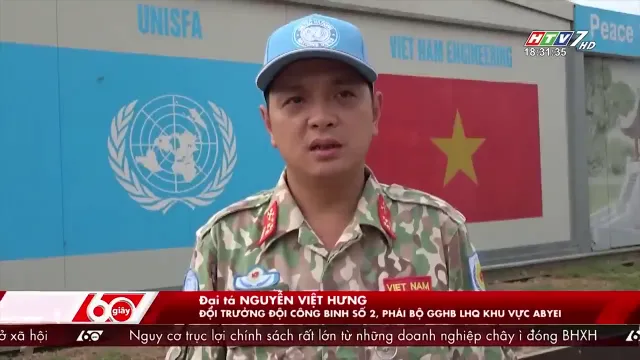 UNISFA
VIET NAM ENGINEERING
Peace
HTV7 HD
18:31:35
VIET NAM
60 giây
Đại tá NGUYỄN VIỆT HƯNG
ĐỘI TRƯỞNG ĐỘI CÔNG BINH SỐ 2, PHÁI BỘ GGHB LHQ KHU VỰC ABYEI
ở xã hội
Nguy cơ trục lợi chính sách rất lớn từ những doanh nghiệp chây ì đóng BHXH